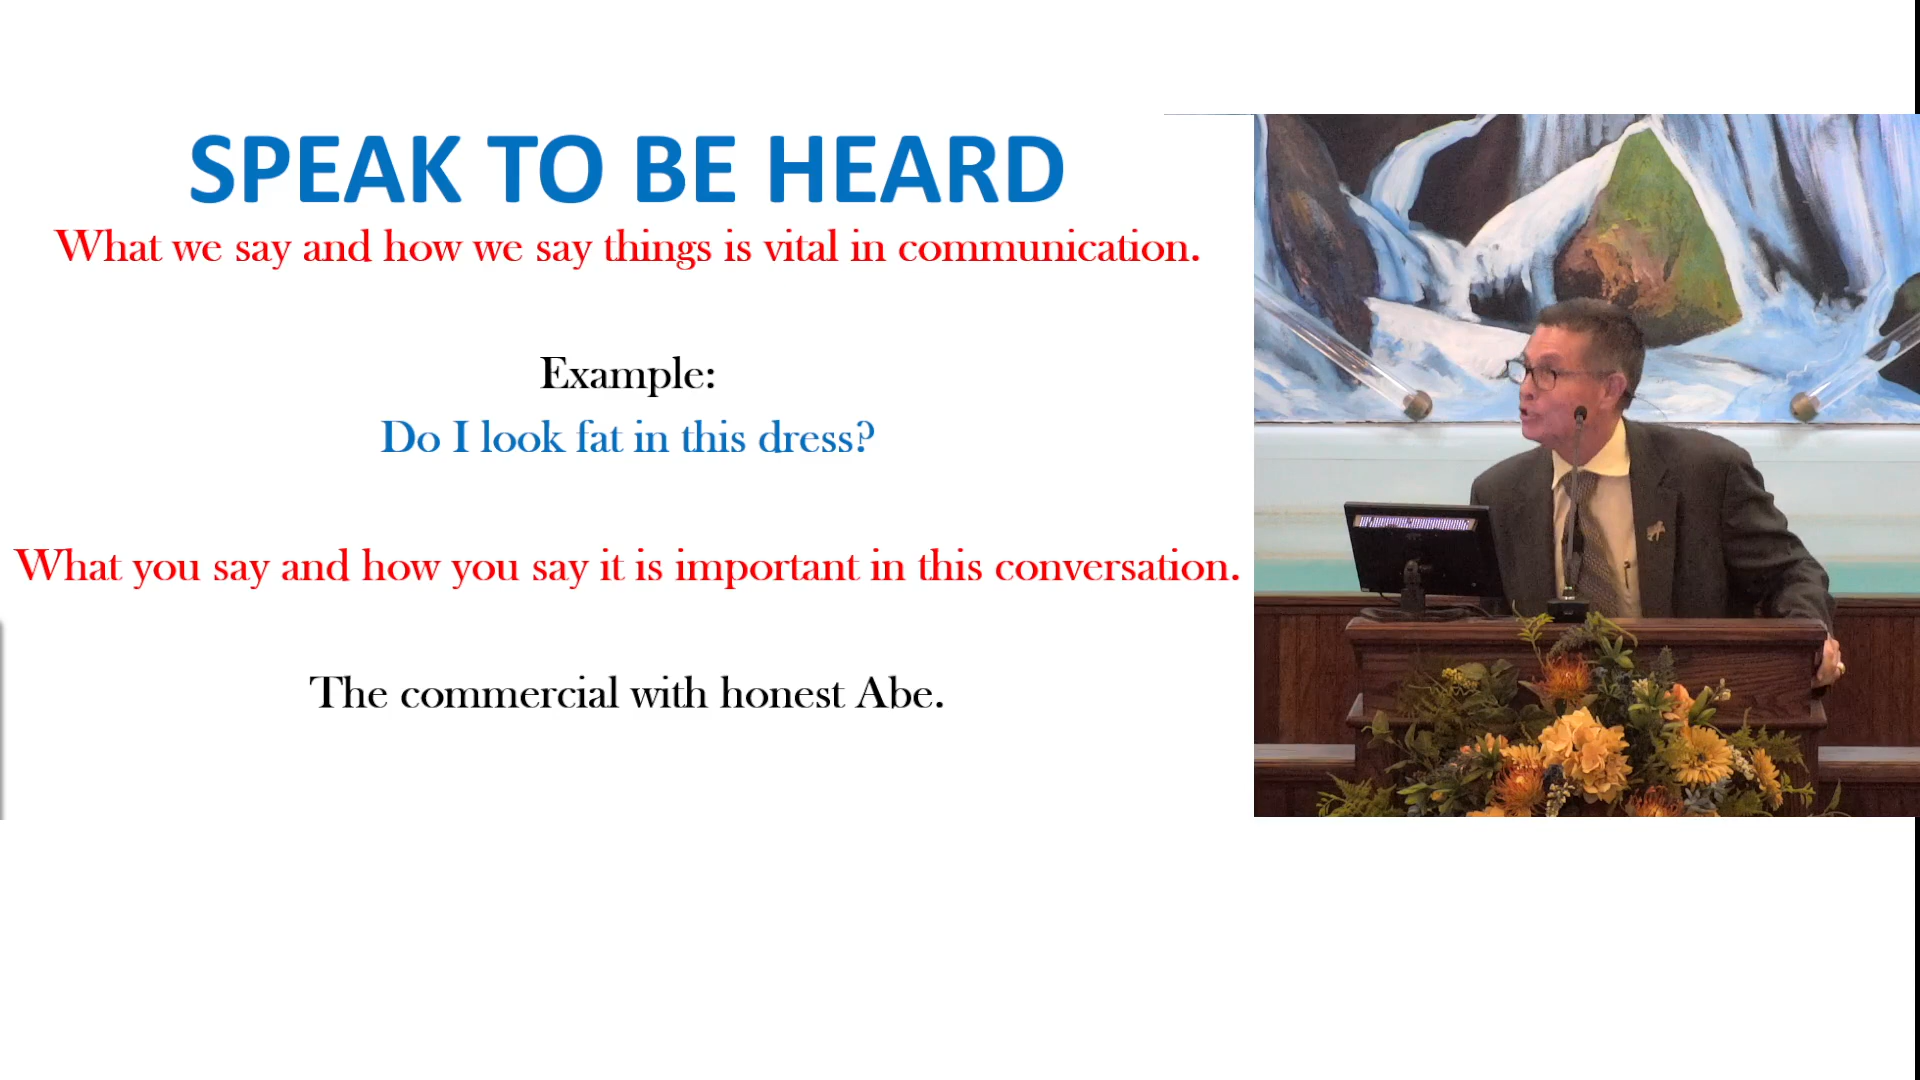 SPEAK TO BE HEARD
What we say and how we say things is vital in communication.
Example:
Do I look fat in this dress?
What you say and how you say it is important in this conversation.
The commercial with honest Abe.